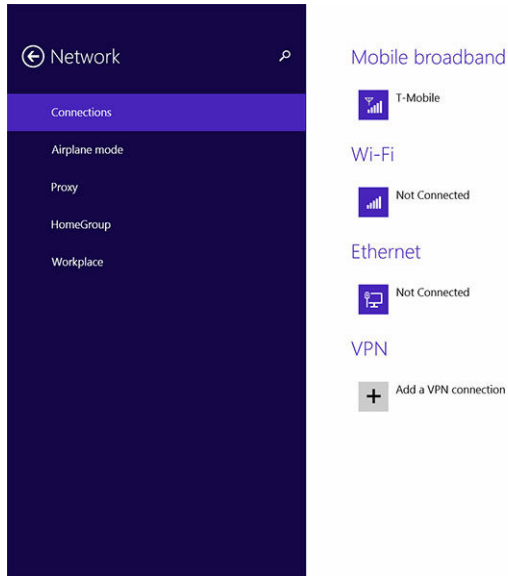 Network
Connections
Airplane mode
Proxy
HomeGroup
Workplace
Mobile broadband
T-Mobile
Wi-Fi
Not Connected
Ethernet
Not Connected
VPN
Add a VPN connection